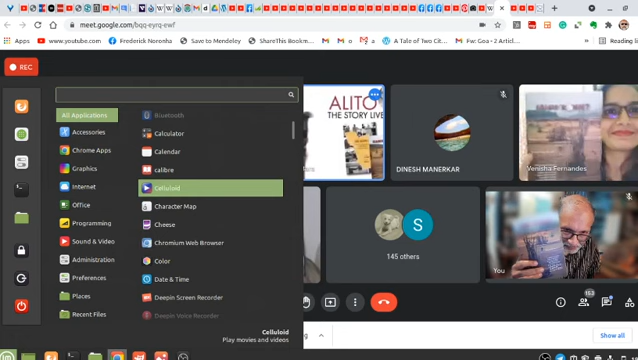 meet.google.com/bqq-eyrq-ewf
Apps
www.youtube.com
Frederick Noronha
Save to Mendeley
ShareThis Bookmark...
A Tale of Two Cit...
Fw: Goa - 2 Artic...
Reading
REC
All Applications
Accessories
Chrome Apps
Graphics
Internet
Office
Programming
Sound & Video
Administration
Preferences
Places
Recent Files
Bluetooth
Calculator
Calendar
calibre
Celluloid
Character Map
Cheese
Chromium Web Browser
Color
Date & Time
Deepin Screen Recorder
Deepin Voice Recorder
Celluloid
Play movies and videos
ALITO
THE STORY LIVE
DINESH MANERKAR
Veresha Fernandes
S
145 others
You
153
Show all